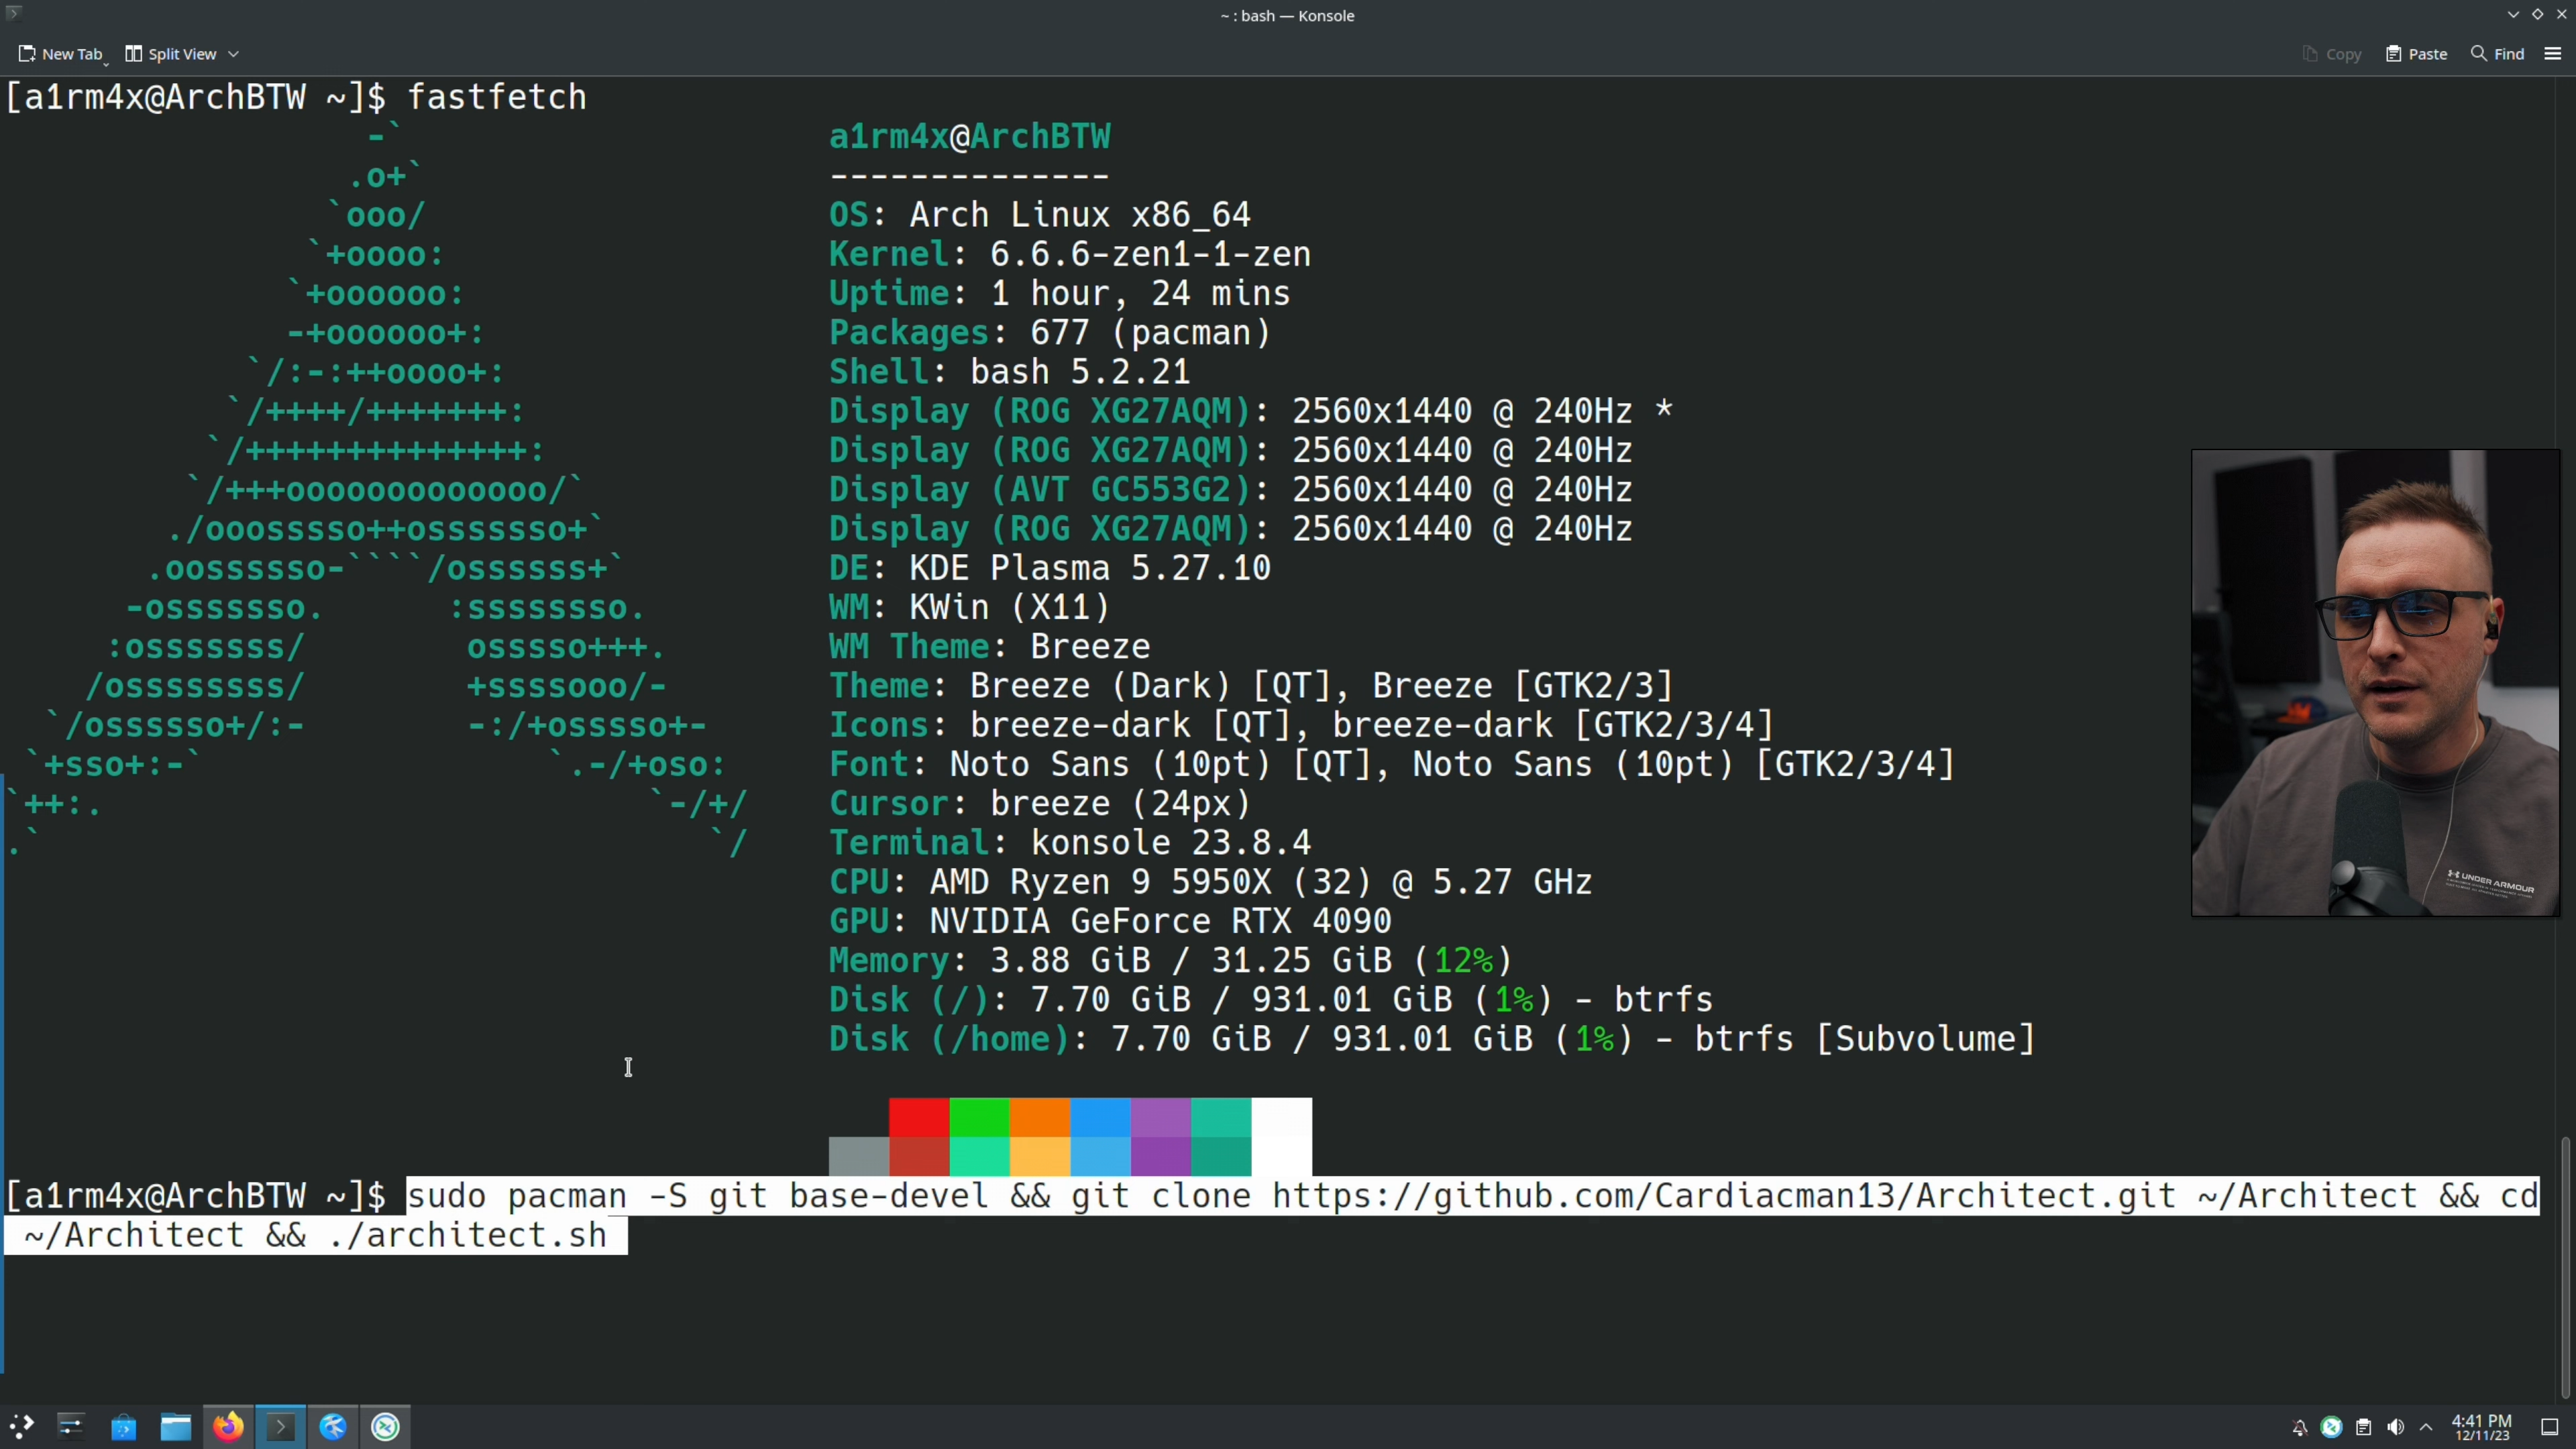 ~ : bash — Konsole
New Tab Split View Copy Paste Find
[a1rm4x@ArchBTW ~]$ fastfetch
a1rm4x@ArchBTW
--------------
OS: Arch Linux x86_64
Kernel: 6.6.6-zen1-1-zen
Uptime: 1 hour, 24 mins
Packages: 677 (pacman)
Shell: bash 5.2.21
Display (ROG XG27AQM): 2560x1440 @ 240Hz *
Display (ROG XG27AQM): 2560x1440 @ 240Hz
Display (AVT GC553G2): 2560x1440 @ 240Hz
Display (ROG XG27AQM): 2560x1440 @ 240Hz
DE: KDE Plasma 5.27.10
WM: KWin (X11)
WM Theme: Breeze
Theme: Breeze (Dark) [QT], Breeze [GTK2/3]
Icons: breeze-dark [QT], breeze-dark [GTK2/3/4]
Font: Noto Sans (10pt) [QT], Noto Sans (10pt) [GTK2/3/4]
Cursor: breeze (24px)
Terminal: konsole 23.8.4
CPU: AMD Ryzen 9 5950X (32) @ 5.27 GHz
GPU: NVIDIA GeForce RTX 4090
Memory: 3.88 GiB / 31.25 GiB (12%)
Disk (/): 7.70 GiB / 931.01 GiB (1%) - btrfs
Disk (/home): 7.70 GiB / 931.01 GiB (1%) - btrfs [Subvolume]
UNDER ARMOUR
[a1rm4x@ArchBTW ~]$ sudo pacman -S git base-devel && git clone https://github.com/Cardiacman13/Architect.git ~/Architect && cd
~/Architect && ./architect.sh
4:41 PM
12/11/23